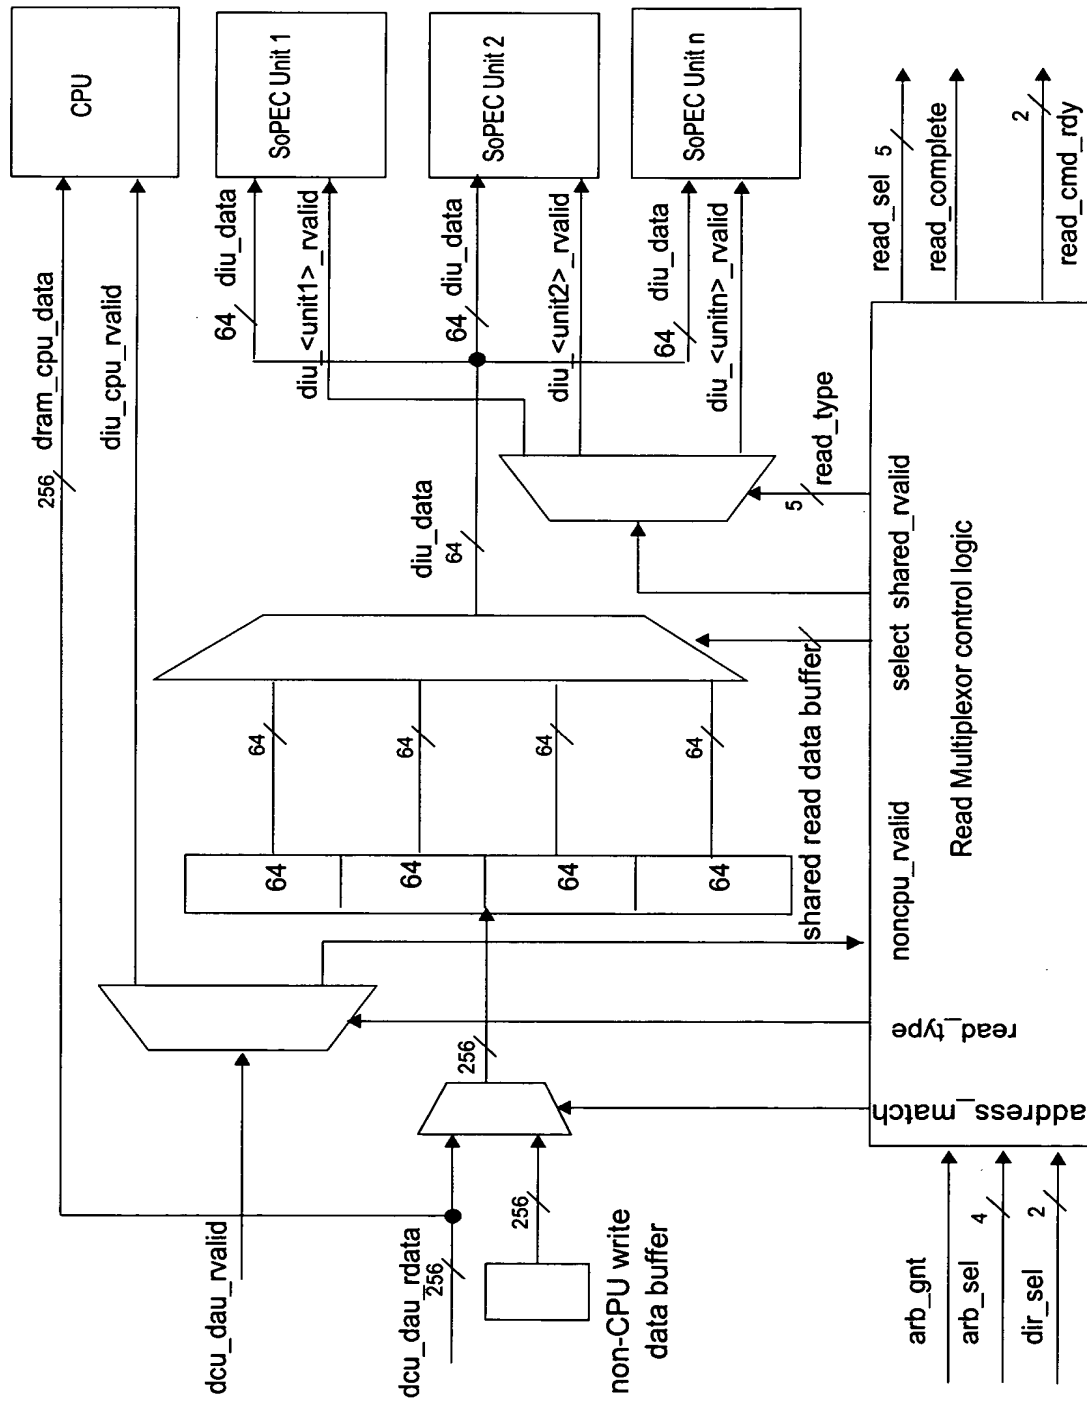 CPU
SoPEC Unit 1
SoPEC Unit 2
SoPEC Unit n
256
dram_cpu_data
diu_cpu_rvalid
64
diu_data
diu_<unit1>_rvalid
64
diu_data
diu_<unit2>_rvalid
64
diu_data
diu_<unitn>_rvalid
diu_data
64
5
read_type
64
64
64
64
64
64
64
64
shared read data buffer
256
dcu_dau_rvalid
dcu_dau_rdata
256
256
non-CPU write
data buffer
address_match
read_type
noncpu_rvalid
select
shared_rvalid
Read Multiplexor control logic
arb_gnt
arb_sel
4
dir_sel
2
read_sel
5
read_complete
2
read_cmd_rdy